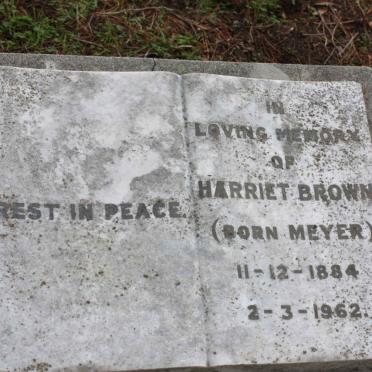 REST IN PEACE.
IN
LOVING MEMORY
OF
HARRIET BROWN
(BORN MEYER)
11-12-1884
2-3-1962.